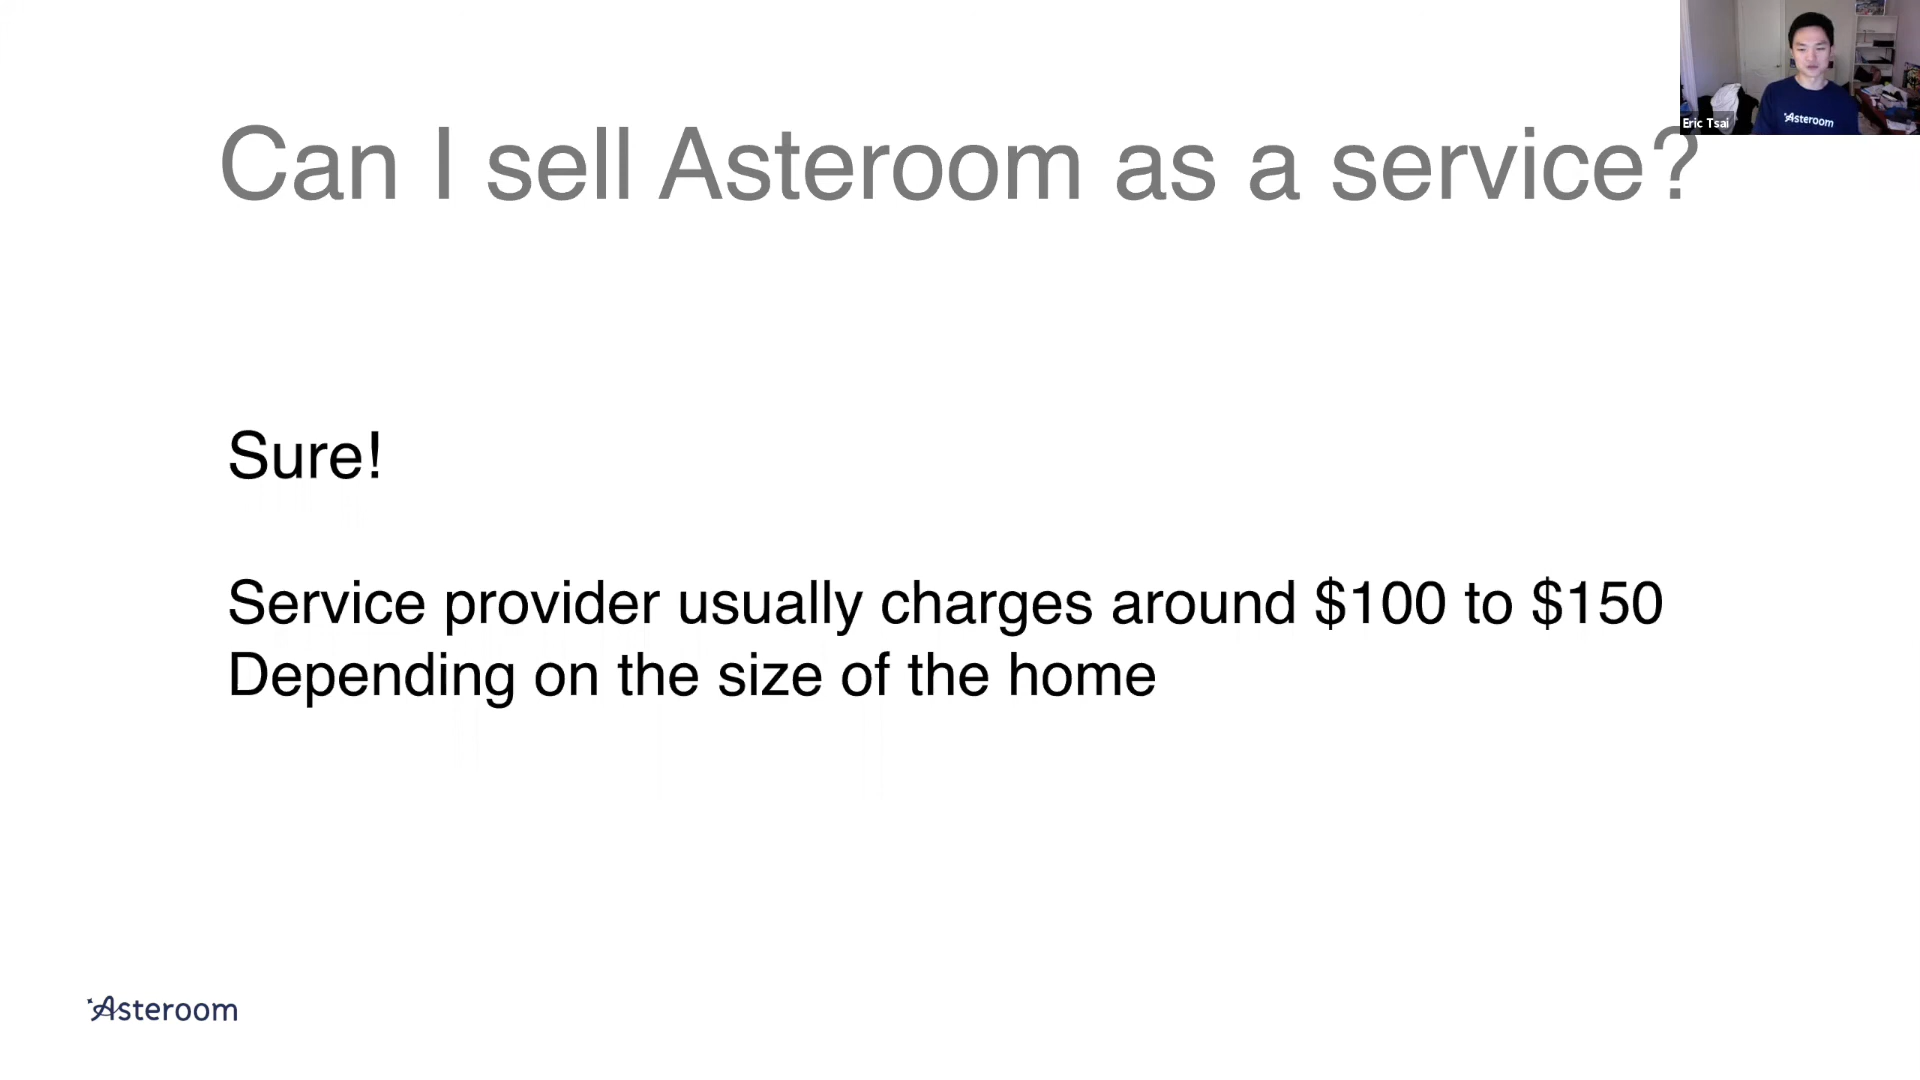 Can I sell Asteroom as a service?
Eric Tsai
Asteroom
Sure!
Service provider usually charges around $100 to $150
Depending on the size of the home
Asteroom